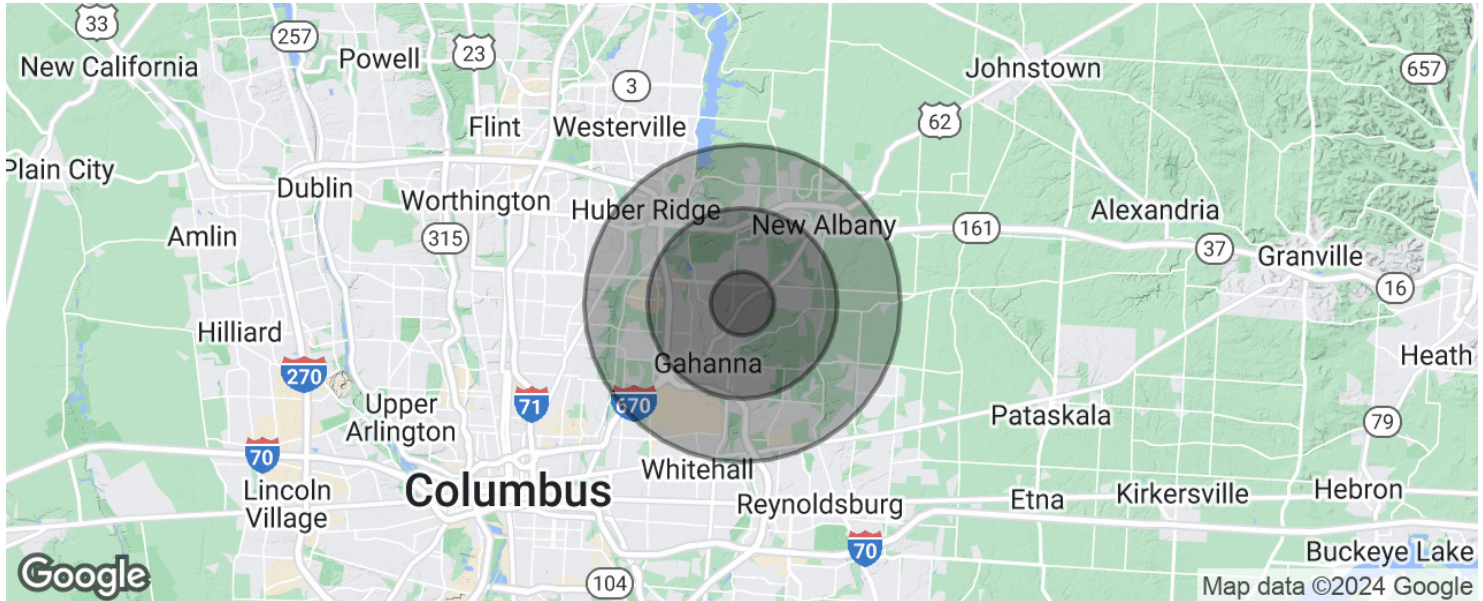 33
257
Powell
23
New California
3
Johnstown
657
62
Flint
Westerville
Plain City
Dublin
Worthington
Huber Ridge
New Albany
Alexandria
Amlin
315
161
37
Granville
16
Hilliard
Gahanna
Heath
270
71
670
Upper
Arlington
Pataskala
79
70
Whitehall
Columbus
Lincoln
Village
Reynoldsburg
Etna
Kirkersville
Hebron
70
Buckeye Lake
104
Google
Map data ©2024 Google